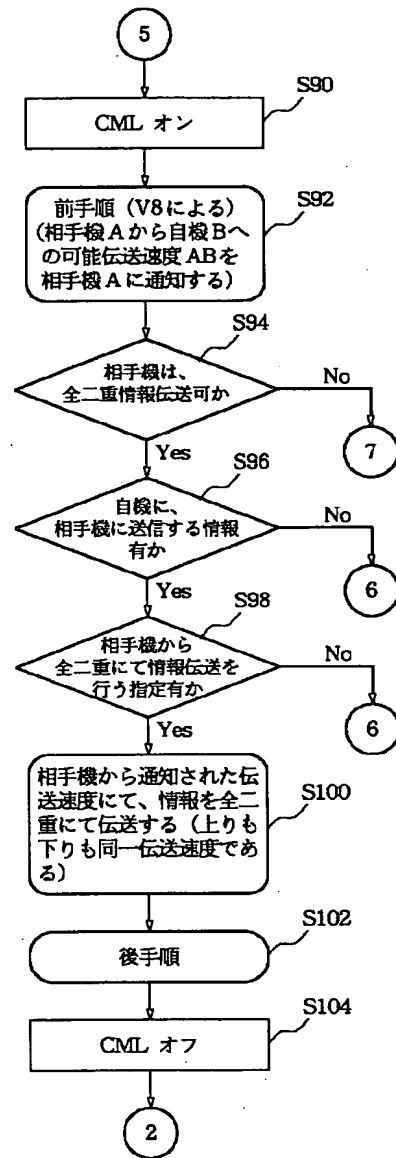 5
S90
CML オン
S92
前手順（V8による）
（相手機Aから自機Bへ
の可能伝送速度ABを
相手機Aに通知する）
S94
相手機は、
全二重情報伝送可か
No
7
Yes
S96
自機に、
相手機に送信する情報
有か
No
6
Yes
S98
相手機から
全二重にて情報伝送を
行う指定有か
No
6
Yes
相手機から通知された伝
送速度にて、情報を全二
重にて伝送する（上りも
下りも同一伝送速度であ
る）
S100
S102
後手順
S104
CML オフ
2